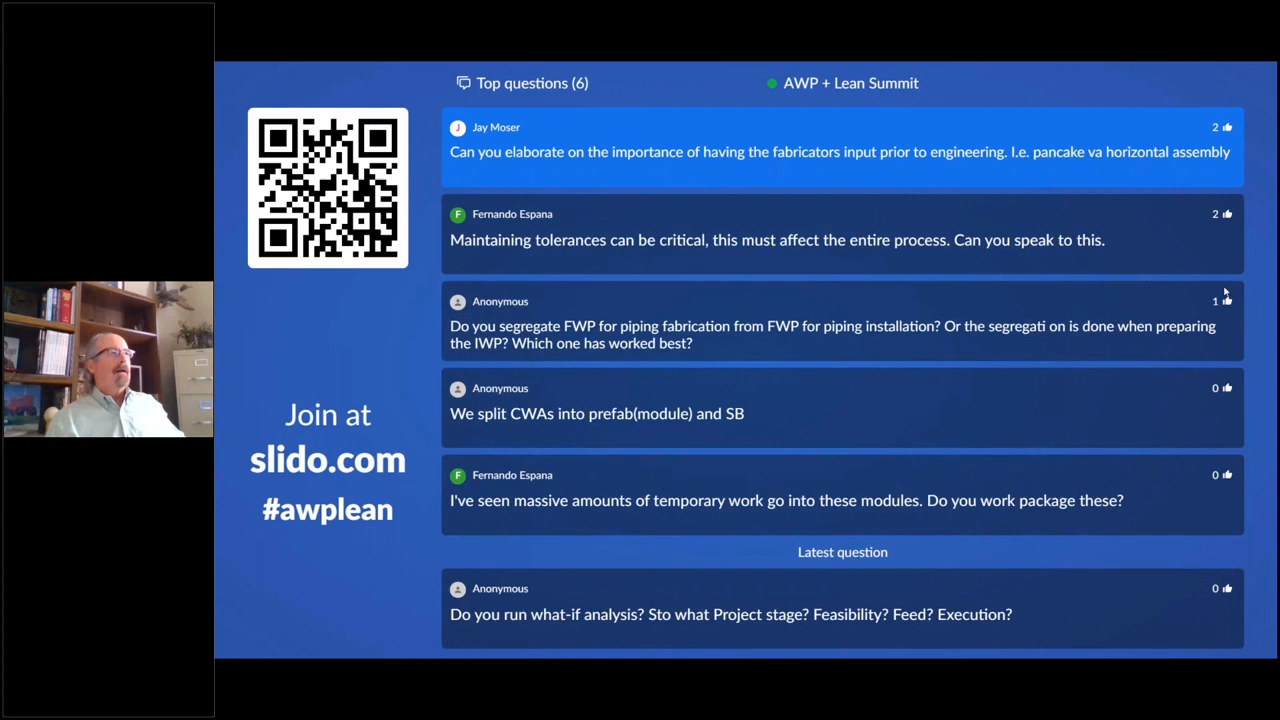 Top questions (6)
AWP + Lean Summit
J Jay Moser
2
Can you elaborate on the importance of having the fabricators input prior to engineering. I.e. pancake va horizontal assembly
F Fernando Espana
2
Maintaining tolerances can be critical, this must affect the entire process. Can you speak to this.
Anonymous
1
Do you segregate FWP for piping fabrication from FWP for piping installation? Or the segregati on is done when preparing
the IWP? Which one has worked best?
Anonymous
0
We split CWAs into prefab(module) and SB
F Fernando Espana
0
I've seen massive amounts of temporary work go into these modules. Do you work package these?
Latest question
Anonymous
0
Do you run what-if analysis? Sto what Project stage? Feasibility? Feed? Execution?
Join at
slido.com
#awplean